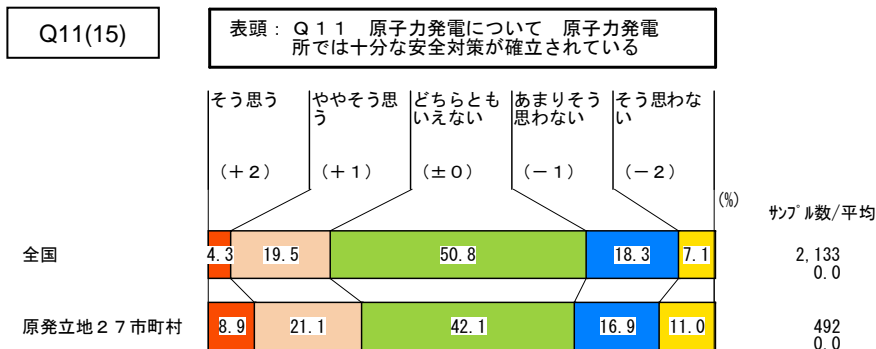 Q11(15)
表頭： Ｑ１１　原子力発電について　原子力発電
所では十分な安全対策が確立されている
そう思う
ややそう思
う
どちらとも
いえない
あまりそう
思わない
そう思わな
い
（＋２）
（＋１）
（±０）
（－１）
（－２）
(%)
ｻﾝﾌﾟﾙ数/平均
全国
4.3
19.5
50.8
18.3
7.1
2,133
0.0
原発立地２７市町村
8.9
21.1
42.1
16.9
11.0
492
0.0